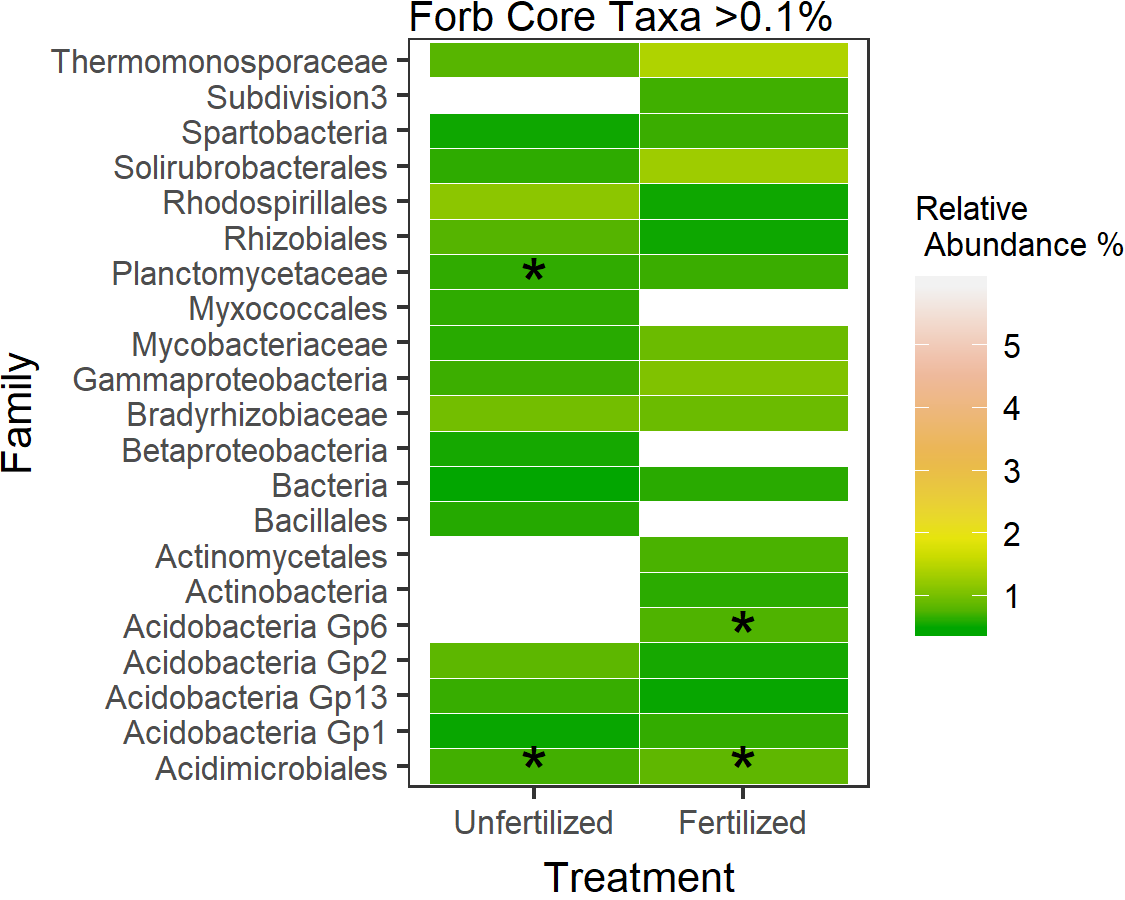 Forb Core Taxa >0.1%
Thermomonosporaceae
Subdivision3
Spartobacteria
Solirubrobacterales
Rhodospirillales
Rhizobiales
Planctomycetaceae
*
Myxococcales
Mycobacteriaceae
Gammaproteobacteria
Bradyrhizobiaceae
Betaproteobacteria
Bacteria
Bacillales
Actinomycetales
Actinobacteria
Acidobacteria Gp6
*
Acidobacteria Gp2
Acidobacteria Gp13
Acidobacteria Gp1
Acidimicrobiales
* *
Family
Unfertilized Fertilized
Treatment
Relative
Abundance %
5
4
3
2
1